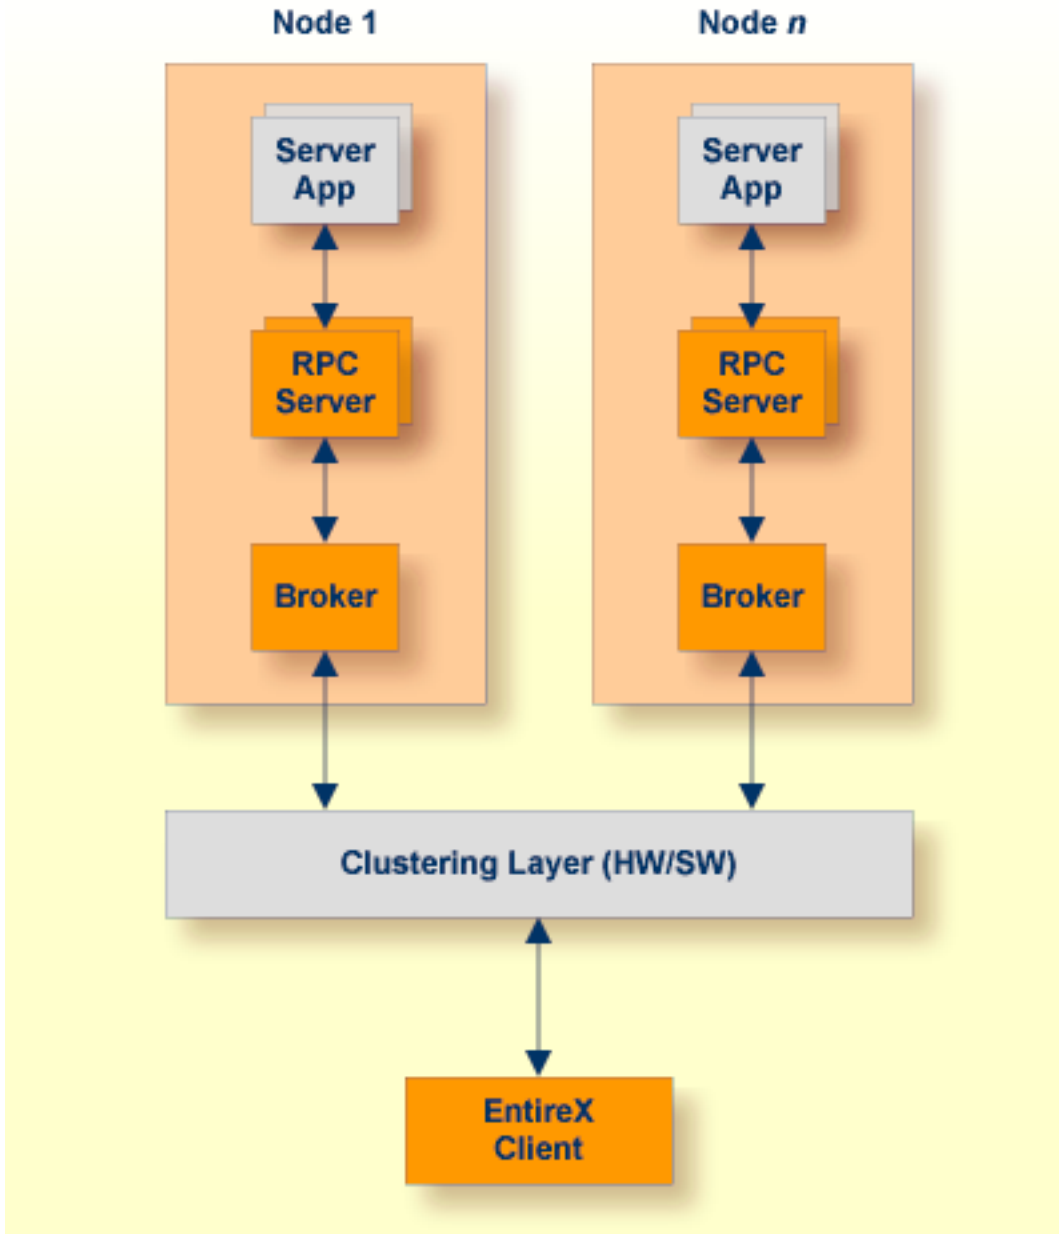 Node 1
Node n
Server
App
Server
App
RPC
Server
RPC
Server
Broker
Broker
Clustering Layer (HW/SW)
EntireX
Client